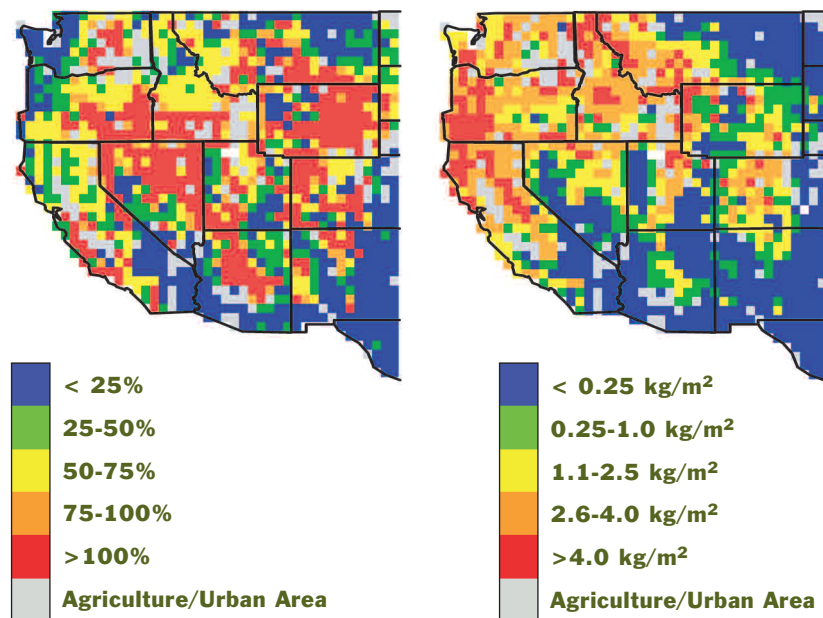 < 25%
25-50%
50-75%
75-100%
>100%
Agriculture/Urban Area
< 0.25 kg/m²
0.25-1.0 kg/m²
1.1-2.5 kg/m²
2.6-4.0 kg/m²
>4.0 kg/m²
Agriculture/Urban Area